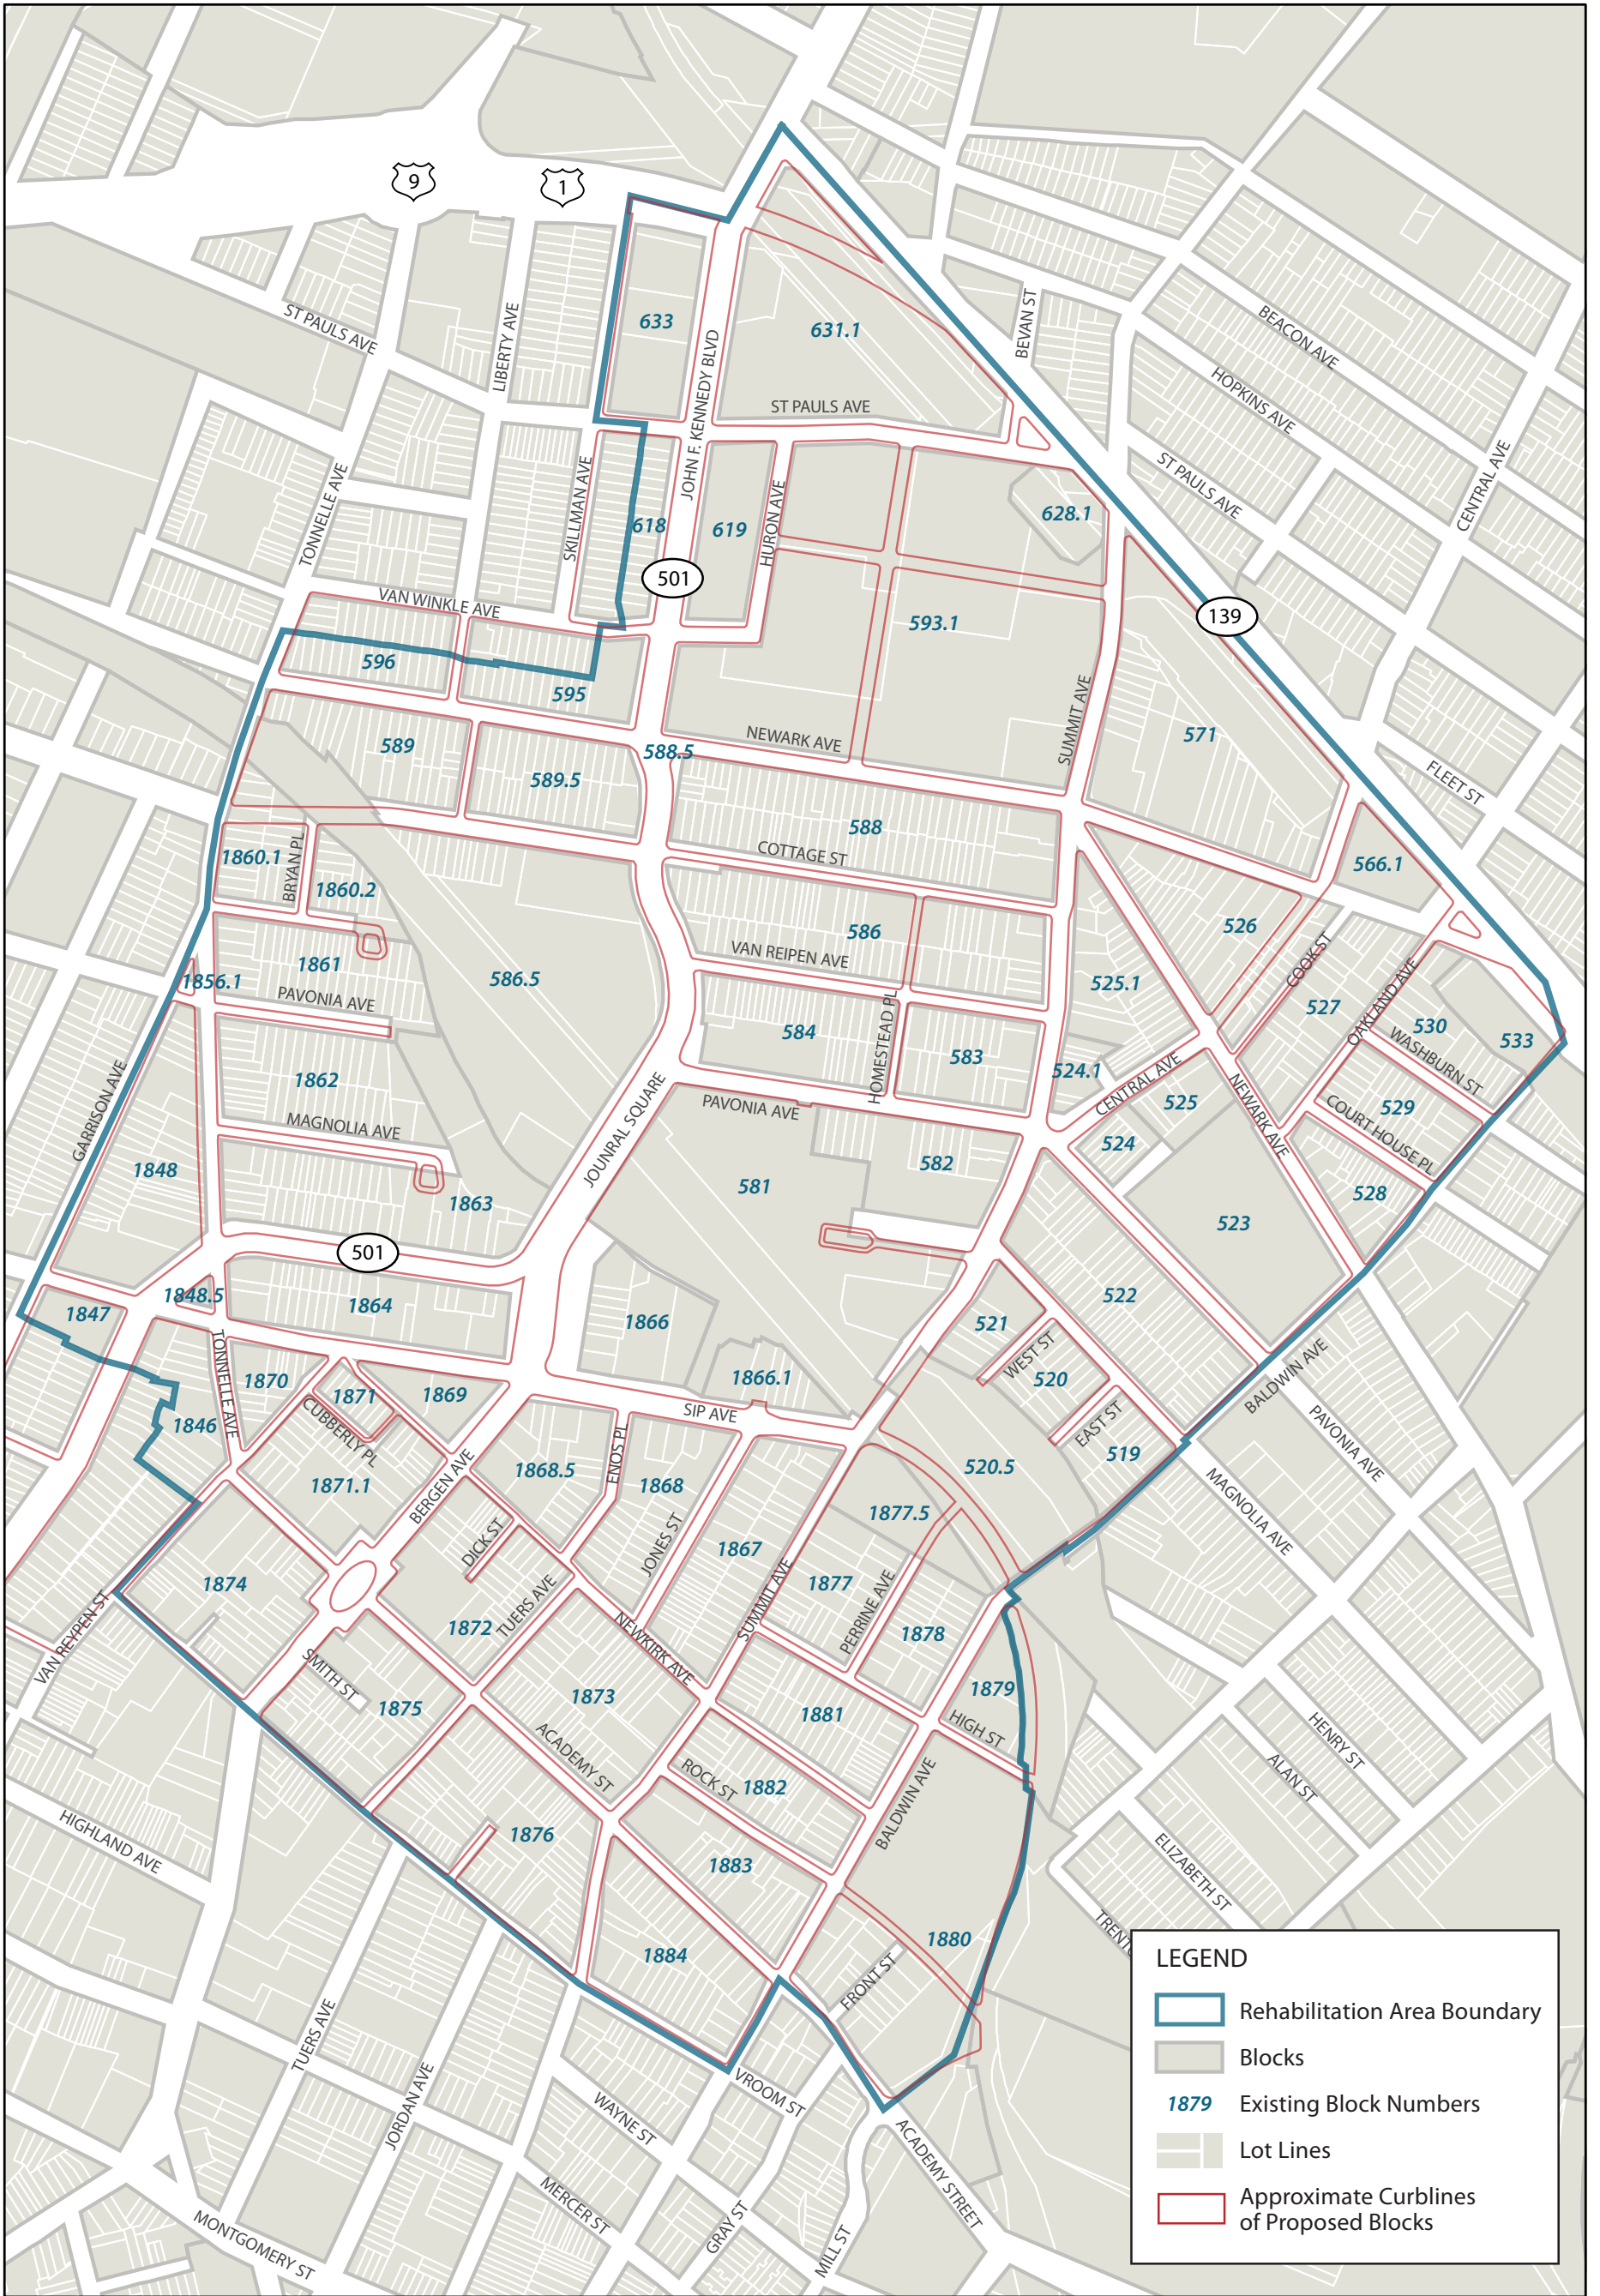 9
1
ST PAULS AVE
LIBERTY AVE
633
JOHN F. KENNEDY BLVD
631.1
BEVAN ST
BEACON AVE
HOPKINS AVE
ST PAULS AVE
CENTRAL AVE
ST PAULS AVE
TONNELLE AVE
SKILLMAN AVE
618
619
HURON AVE
628.1
501
VAN WINKLE AVE
593.1
139
596
595
SUMMIT AVE
589
589.5
588.5
NEWARK AVE
571
FLEET ST
588
COTTAGE ST
1860.1
BRYAN PL
1860.2
566.1
586
526
VAN REIPEN AVE
COOK ST
1861
1856.1
586.5
525.1
PAVONIA AVE
527
OAKLAND AVE
530
WASHBURN ST
533
584
HOMESTEAD PL
583
524.1
CENTRAL AVE
GARRISON AVE
1862
MAGNOLIA AVE
JOUNRAL SQUARE
PAVONIA AVE
525
NEWARK AVE
529
COURT HOUSE PL
524
582
1848
581
528
1863
523
501
1848.5
1847
1864
1866
522
521
WEST ST
TONNELLE AVE
1870
1871
1869
1866.1
520
BALDWIN AVE
CUBBERLY PL
1846
SIP AVE
EAST ST
519
PAVONIA AVE
BERGEN AVE
1868.5
ENOS PL
1868
520.5
1871.1
MAGNOLIA AVE
1877.5
DICK ST
JONES ST
1867
SUMMIT AVE
1874
1877
PERRINE AVE
1878
VAN REYPEN ST
1872
TUERS AVE
NEWKIRK AVE
SMITH ST
1875
1873
1879
1881
HIGH ST
HENRY ST
ACADEMY ST
ROCK ST
1882
BALDWIN AVE
ALAN ST
HIGHLAND AVE
1876
1883
ELIZABETH ST
TRENTO
1880
1884
FRONT ST
TUERS AVE
JORDAN AVE
VROOM ST
WAYNE ST
ACADEMY STREET
MERCER ST
GRAY ST
MILL ST
MONTGOMERY ST
LEGEND
Rehabilitation Area Boundary
Blocks
1879 Existing Block Numbers
Lot Lines
Approximate Curblines
of Proposed Blocks